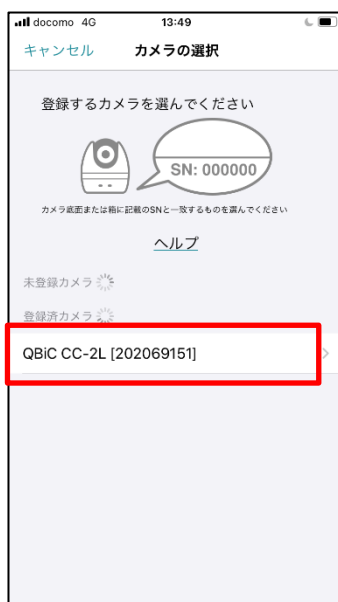 docomo 4G 13:49
キャンセル カメラの選択
登録するカメラを選んでください
SN: 000000
カメラ底面または箱に記載のSNと一致するものを選んでください
ヘルプ
未登録カメラ
登録済カメラ
QBiC CC-2L [202069151]